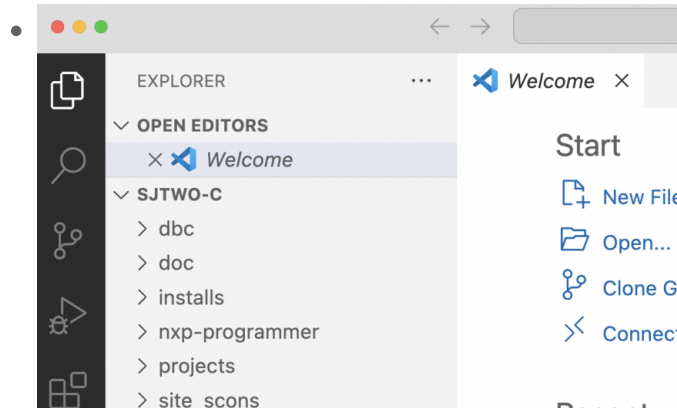 EXPLORER
Welcome
OPEN EDITORS
Welcome
Start
SJTWO-C
New File
dbc
Open...
doc
Clone G
installs
Connect
nxp-programmer
projects
site_scons